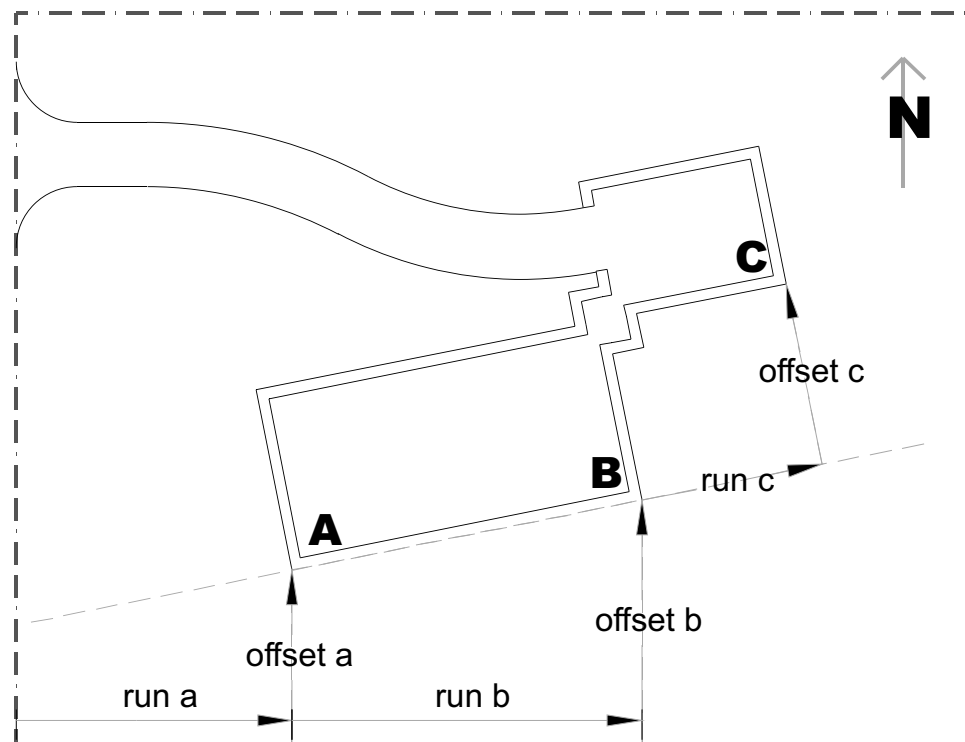 N
C
offset c
B
run c
A
offset b
offset a
run a
run b